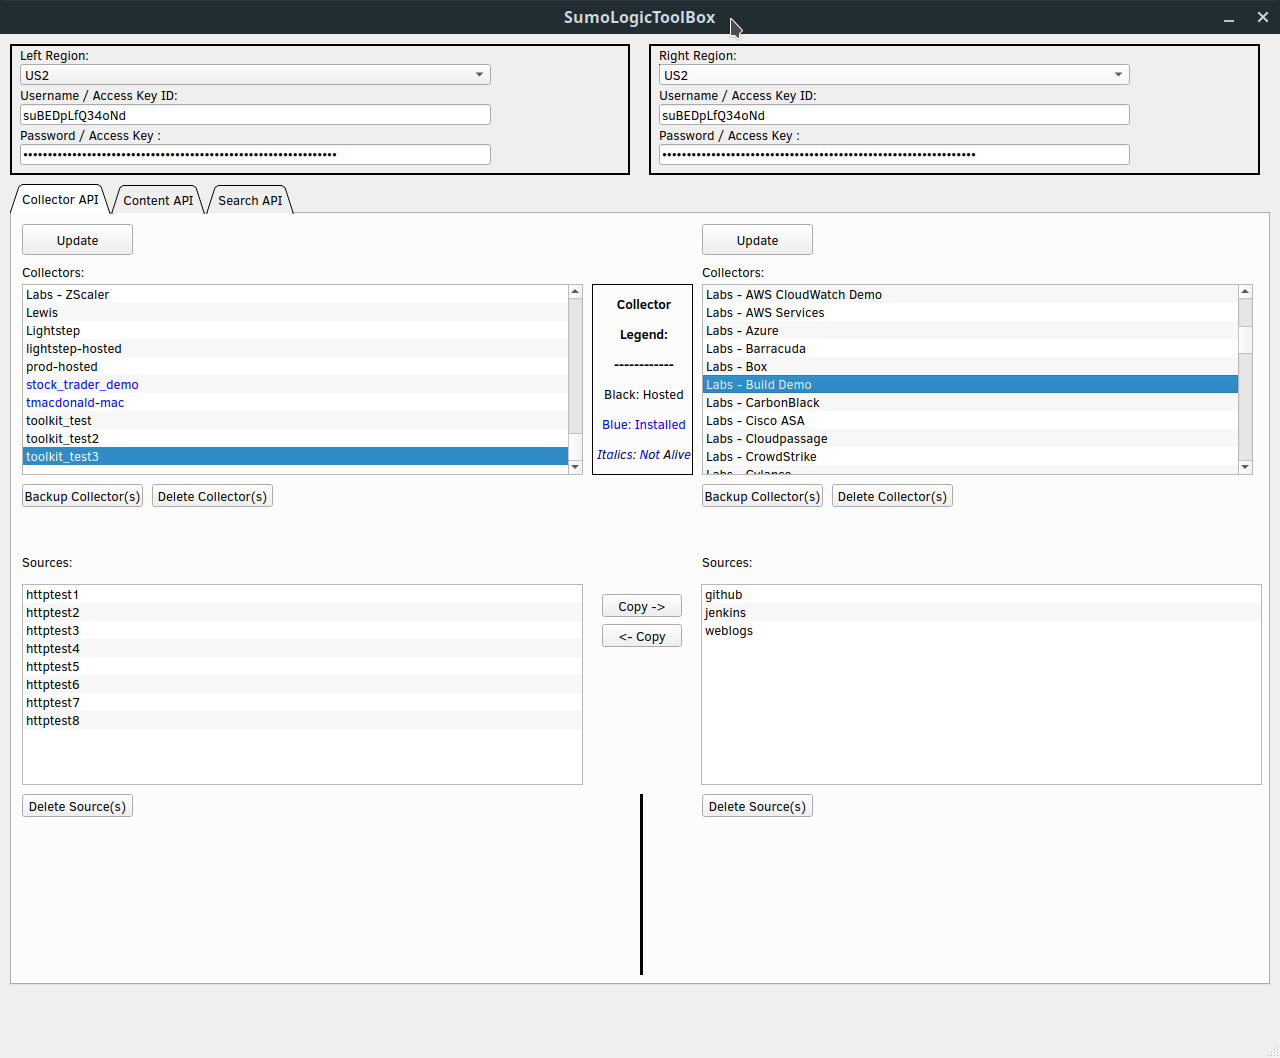 SumoLogicToolBox
Left Region:
US2
Username / Access Key ID:
suBEDpLfQ34oNd
Password / Access Key :
Right Region:
US2
Username / Access Key ID:
suBEDpLfQ34oNd
Password / Access Key :
Collector API
Content API
Search API
Update
Collectors:
Labs - ZScaler
Lewis
Lightstep
lightstep-hosted
prod-hosted
stock_trader_demo
tmacdonald-mac
toolkit_test
toolkit_test2
toolkit_test3
Backup Collector(s)
Delete Collector(s)
Collector
Legend:
------------
Black: Hosted
Blue: Installed
Italics: Not Alive
Update
Collectors:
Labs - AWS CloudWatch Demo
Labs - AWS Services
Labs - Azure
Labs - Barracuda
Labs - Box
Labs - Build Demo
Labs - CarbonBlack
Labs - Cisco ASA
Labs - Cloudpassage
Labs - CrowdStrike
Labs - Cylance
Backup Collector(s)
Delete Collector(s)
Sources:
httptest1
httptest2
httptest3
httptest4
httptest5
httptest6
httptest7
httptest8
Delete Source(s)
Copy ->
<- Copy
Sources:
github
jenkins
weblogs
Delete Source(s)